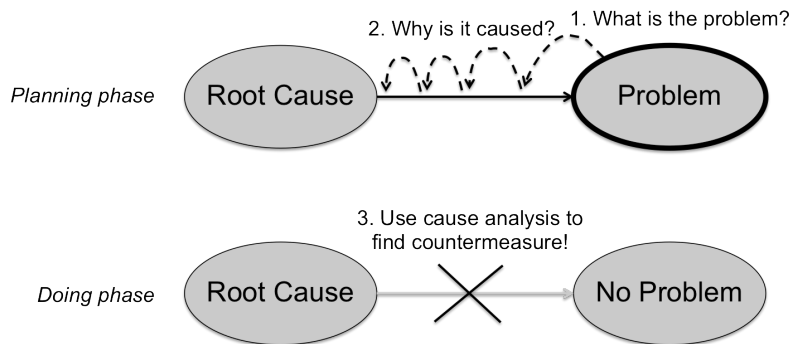 1. What is the problem?
2. Why is it caused?
Planning phase
Root Cause
Problem
3. Use cause analysis to
find countermeasure!
Doing phase
Root Cause
No Problem